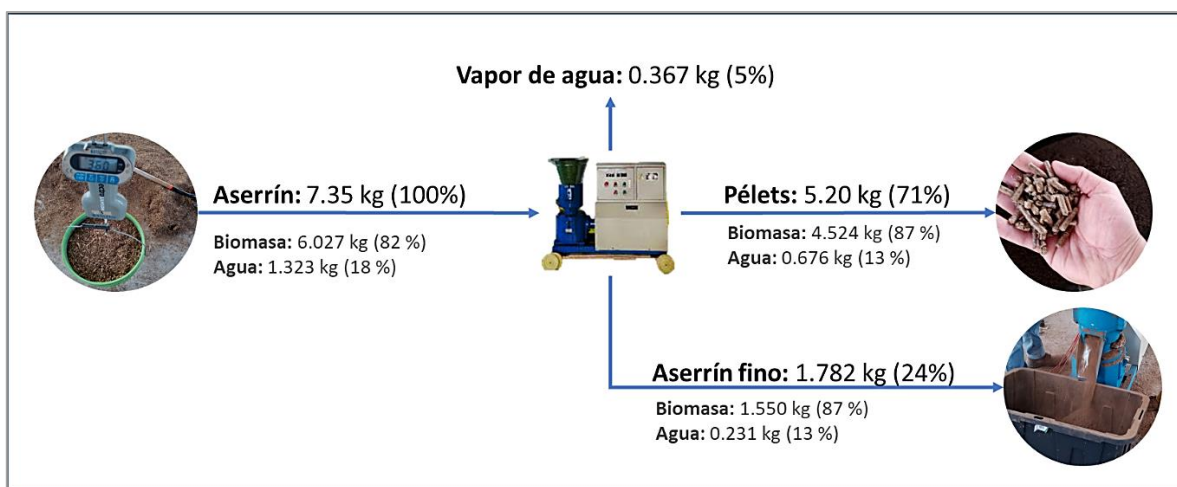 Vapor de agua: 0.367 kg (5%)
Aserrín: 7.35 kg (100%)
Biomasa: 6.027 kg (82 %)
Agua: 1.323 kg (18 %)
Pélets: 5.20 kg (71%)
Biomasa: 4.524 kg (87 %)
Agua: 0.676 kg (13 %)
Aserrín fino: 1.782 kg (24%)
Biomasa: 1.550 kg (87 %)
Agua: 0.231 kg (13 %)